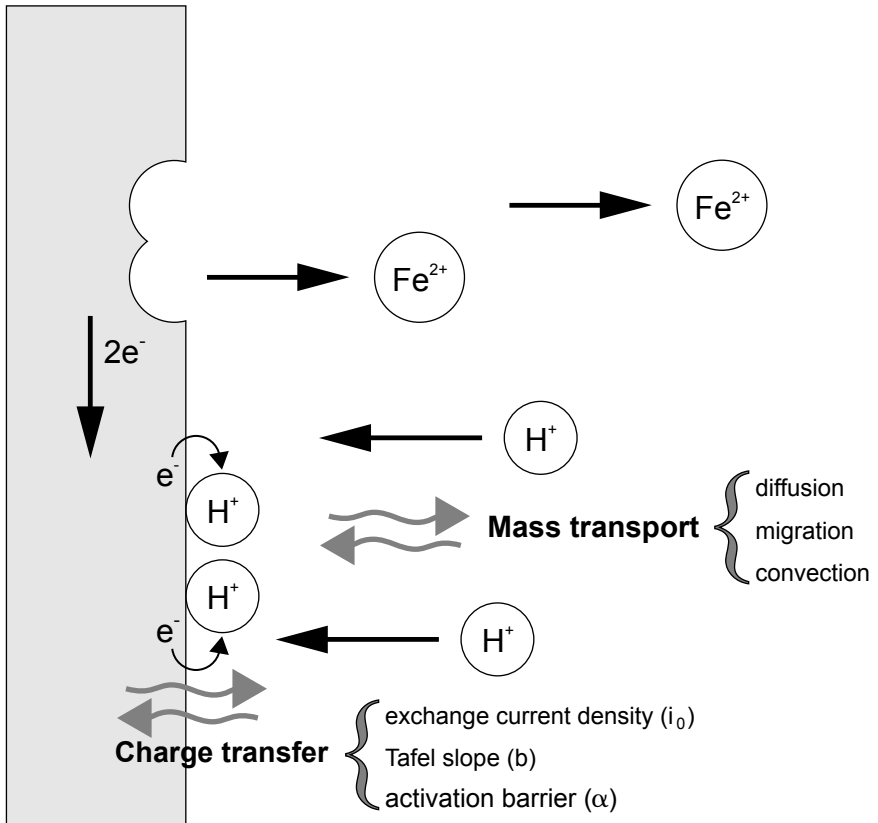 Fe²⁺
Fe²⁺
2e⁻
H⁺
e⁻
H⁺
diffusion
Mass transport
migration
convection
H⁺
e⁻
H⁺
exchange current density (i₀)
Charge transfer
Tafel slope (b)
activation barrier (α)